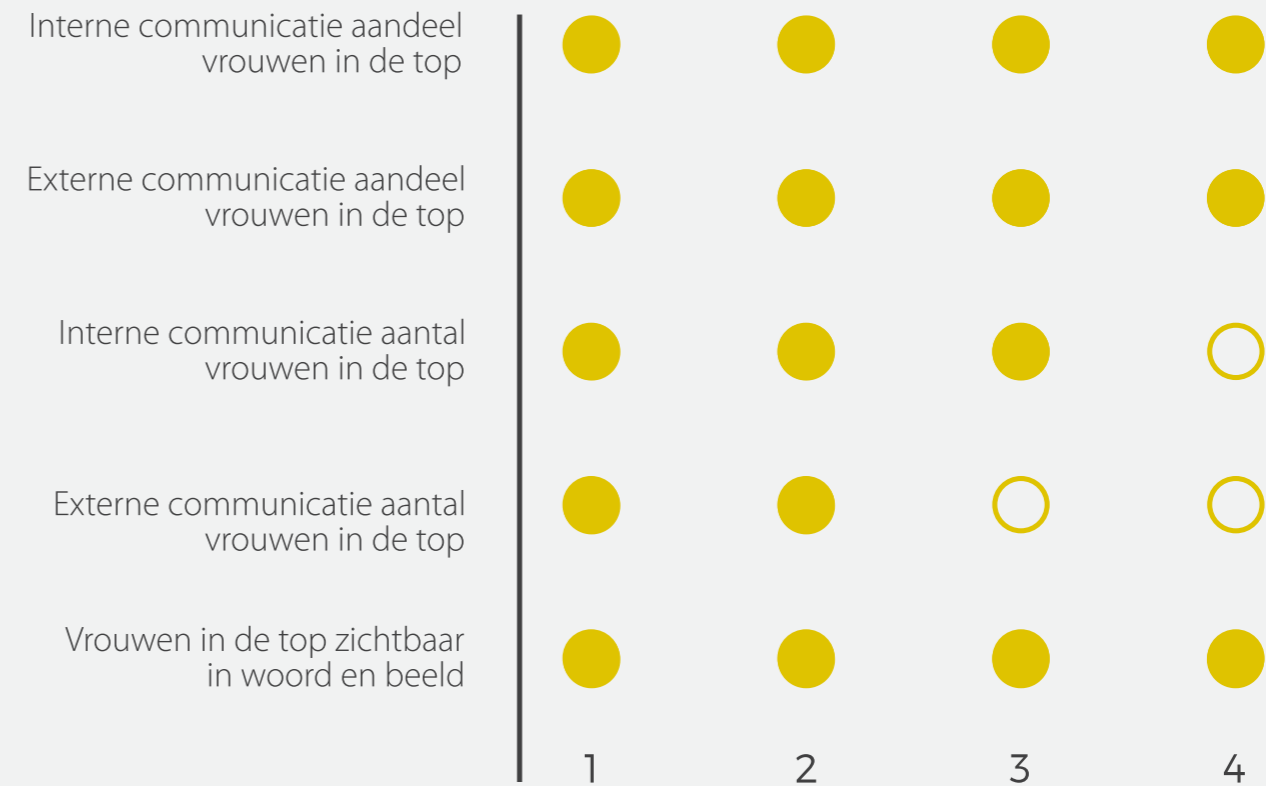 Interne communicatie aandeel
vrouwen in de top
Externe communicatie aandeel
vrouwen in de top
Interne communicatie aantal
vrouwen in de top
Externe communicatie aantal
vrouwen in de top
Vrouwen in de top zichtbaar
in woord en beeld
1 2 3 4